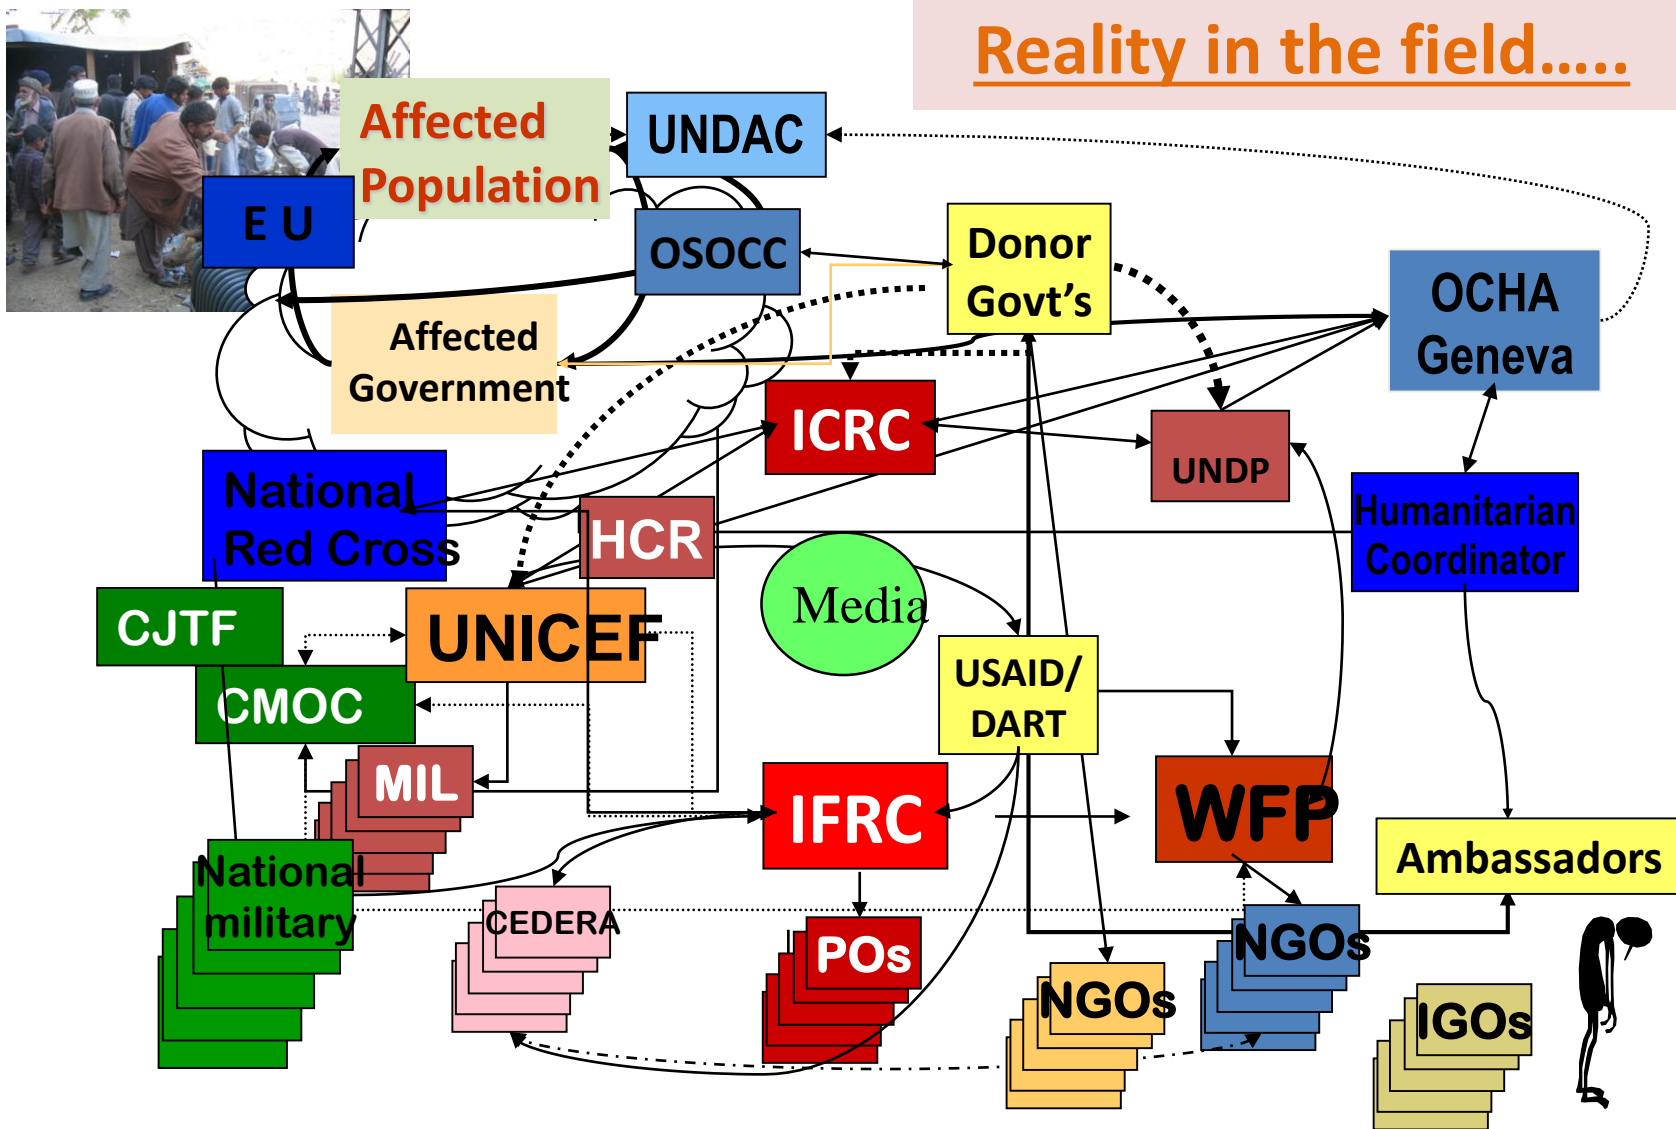 Reality in the field.....
Affected
Population
UNDAC
E U
OSOCC
Donor
Govt's
OCHA
Geneva
Affected
Government
ICRC
UNDP
National
Red Cross
HCR
Humanitarian
Coordinator
Media
CJTF
UNICEF
CMOC
USAID/
DART
MIL
IFRC
WFP
Ambassadors
National
military
CEDERA
POs
NGOs
NGOs
IGOs